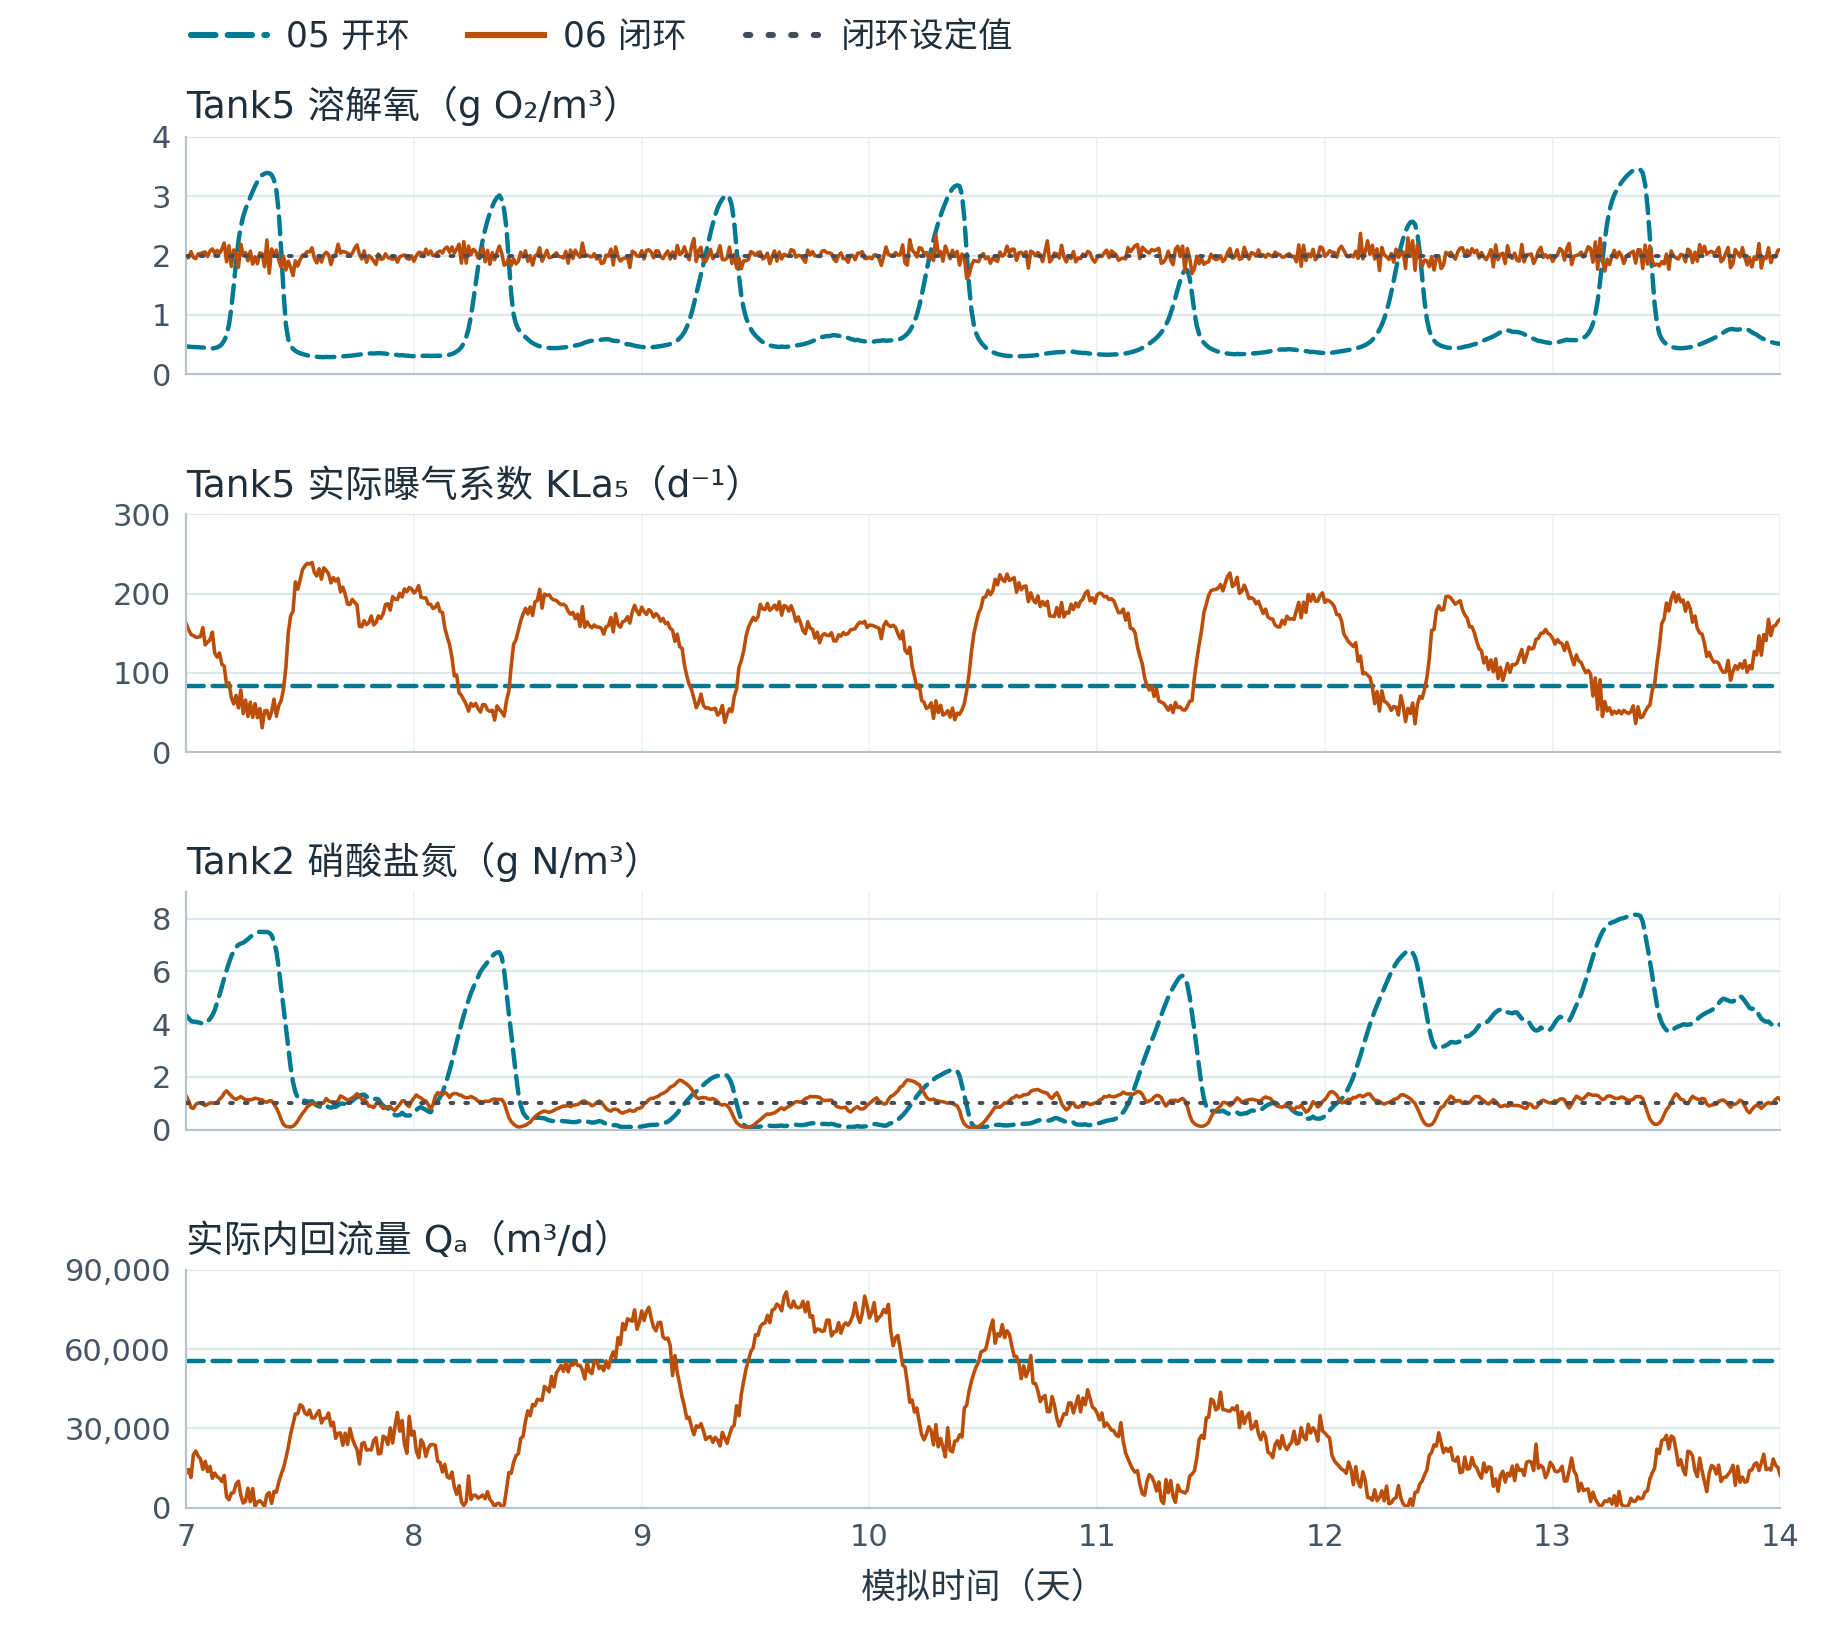 05 开环 06 闭环 闭环设定值
Tank5 溶解氧（g O₂/m³）
4
3
2
1
0
Tank5 实际曝气系数 KLa₅（d⁻¹）
300
200
100
0
Tank2 硝酸盐氮（g N/m³）
8
6
4
2
0
实际内回流量 Qₐ（m³/d）
90,000
60,000
30,000
0
7 8 9 10 11 12 13 14
模拟时间（天）